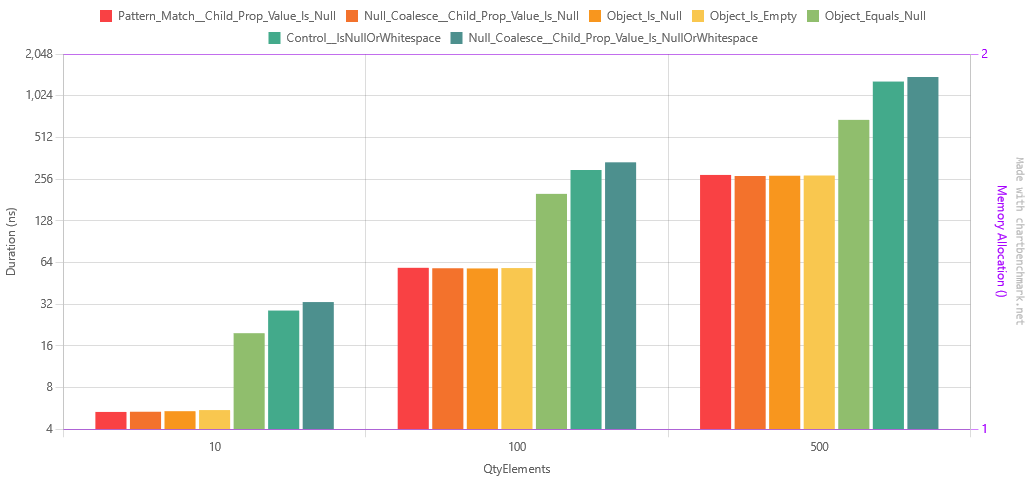 Pattern_Match__Child_Prop_Value_Is_Null Null_Coalesce__Child_Prop_Value_Is_Null Object_Is_Null Object_Is_Empty Object_Equals_Null
Control__IsNullOrWhitespace Null_Coalesce__Child_Prop_Value_Is_NullOrWhitespace
2,048
1,024
512
256
128
64
32
16
8
4
Duration (ns)
10 100 500
QtyElements
2
1
Memory Allocation ()
Made with chartbenchmark.net